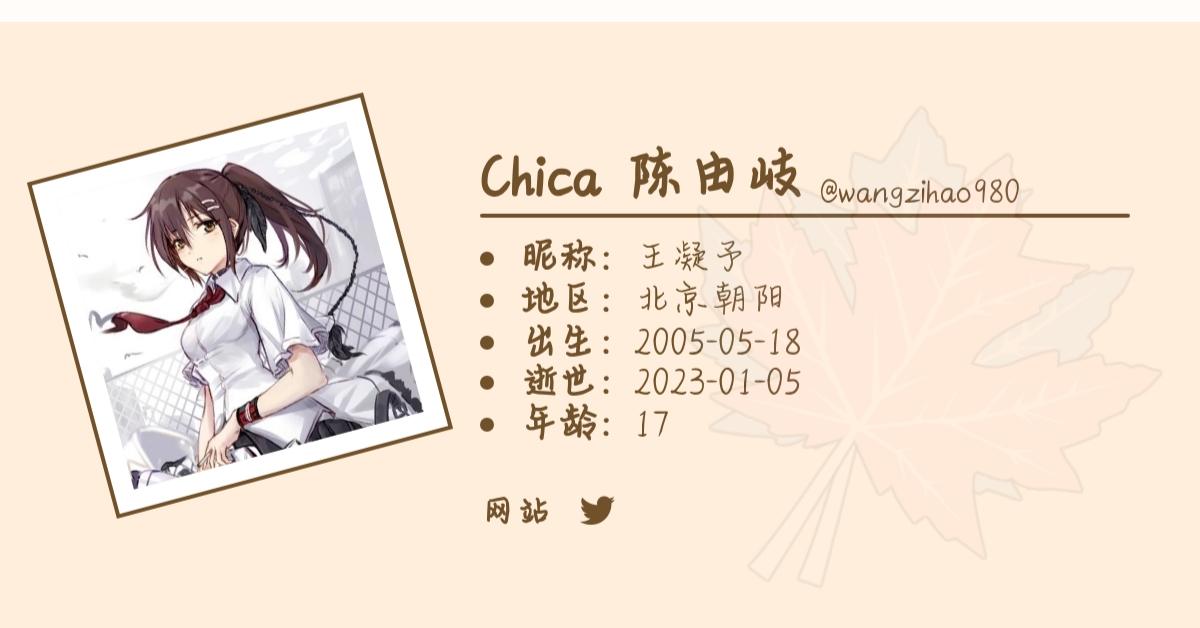 Chica 陈由岐 @wangzihao980
昵称： 王凝予
地区： 北京朝阳
出生： 2005-05-18
逝世： 2023-01-05
年龄： 17
网站